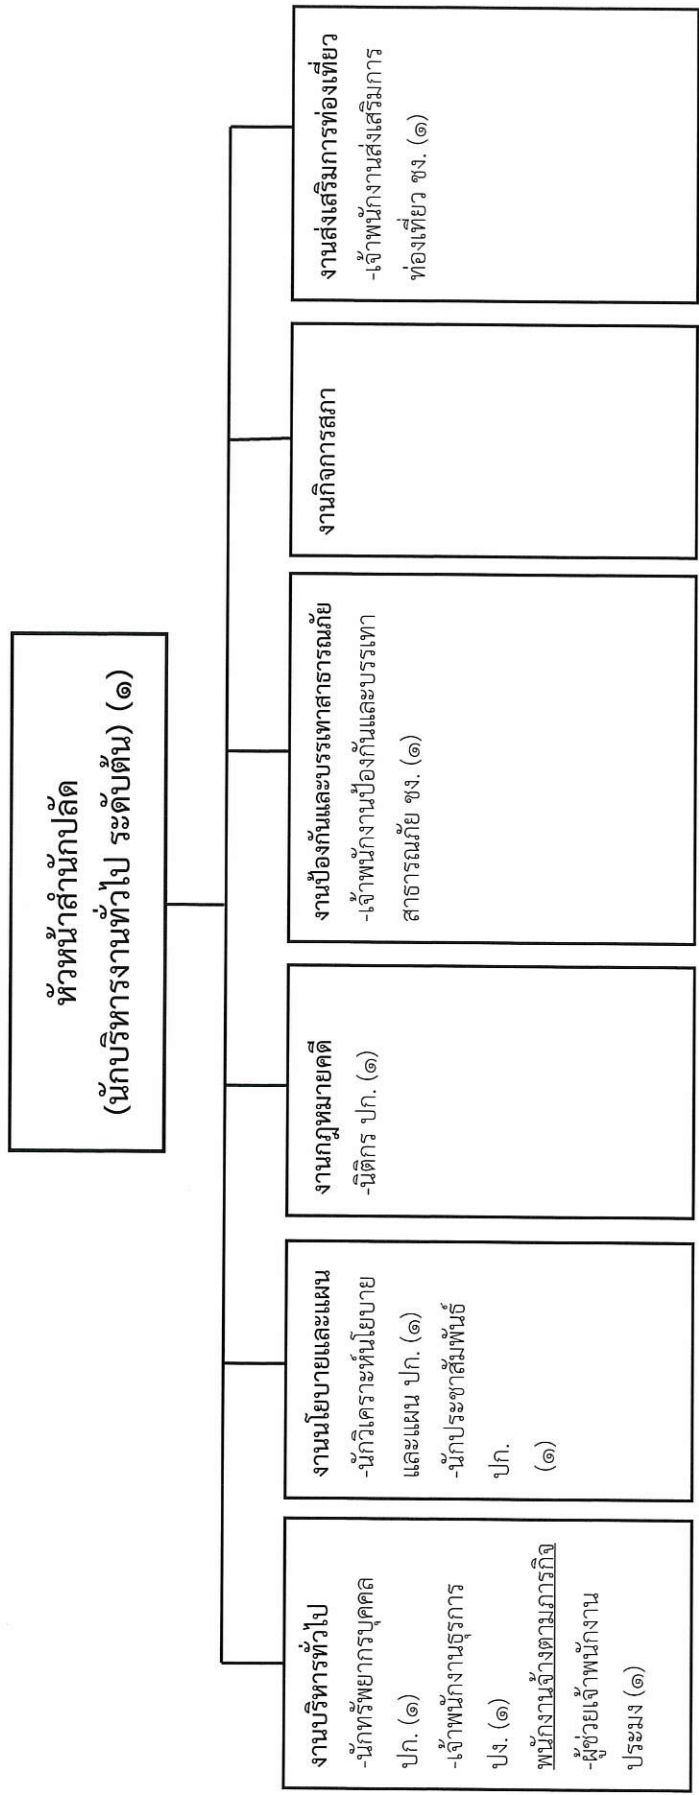 หัวหน้าสำนักปลัด
(นักบริหารงานทั่วไป ระดับต้น) (๑)
งานบริหารทั่วไป
-นักทรัพยากรบุคคล
ปก. (๑)
-เจ้าพนักงานธุรการ
ปง. (๑)
พนักงานจ้างตามภารกิจ
-ผู้ช่วยเจ้าพนักงาน
ประมง (๑)
งานนโยบายและแผน
-นักวิเคราะห์นโยบาย
และแผน ปก. (๑)
-นักประชาสัมพันธ์
ปก.
(๑)
งานกฎหมายคดี
-นิติกร ปก. (๑)
งานป้องกันและบรรเทาสาธารณภัย
-เจ้าพนักงานป้องกันและบรรเทา
สาธารณภัย ชง. (๑)
งานกิจการสภา
งานส่งเสริมการท่องเที่ยว
-เจ้าพนักงานส่งเสริมการ
ท่องเที่ยว ชง. (๑)